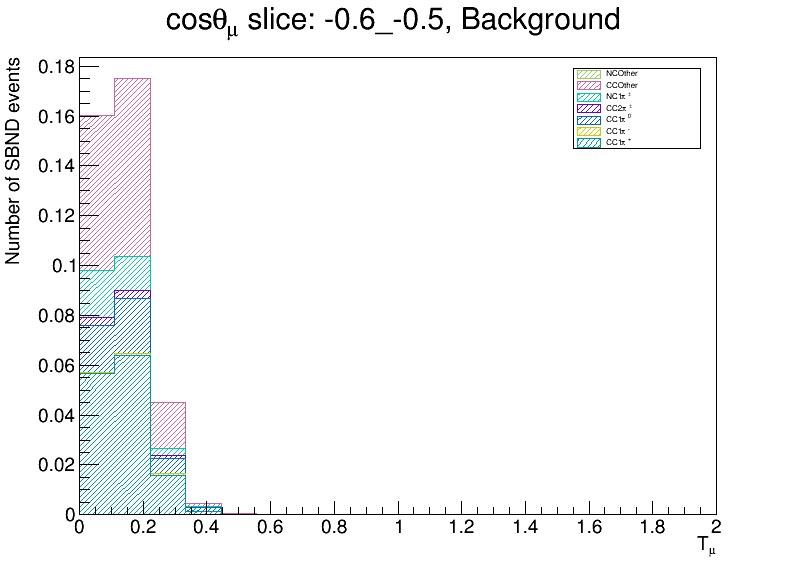 cosθμ slice: -0.6_-0.5, Background
Number of SBND events
0.18
0.16
0.14
0.12
0.1
0.08
0.06
0.04
0.02
0
NCOther
CCOther
NC1π ±
CC2π ±
CC1π 0
CC1π -
CC1π +
0 0.2 0.4 0.6 0.8 1 1.2 1.4 1.6 1.8 2
Tμ